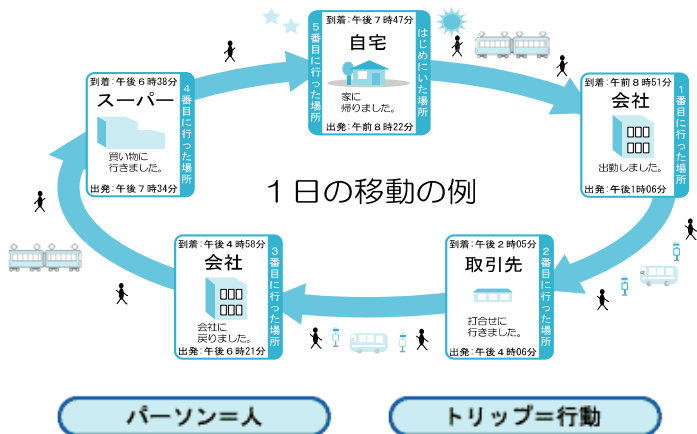 到着：午後7時47分
自宅
家に
帰りました。
出発：午前8時22分
はじめにいた場所
5番目に行った場所
到着：午前8時51分
会社
出勤しました。
出発：午後1時06分
1番目に行った場所
到着：午後2時05分
取引先
打合せに
行きました。
出発：午後4時06分
2番目に行った場所
到着：午後4時58分
会社
会社に
戻りました。
出発：午後6時21分
3番目に行った場所
到着：午後6時38分
スーパー
買い物に
行きました。
出発：午後7時34分
4番目に行った場所
1日の移動の例
パーソン＝人
トリップ＝行動